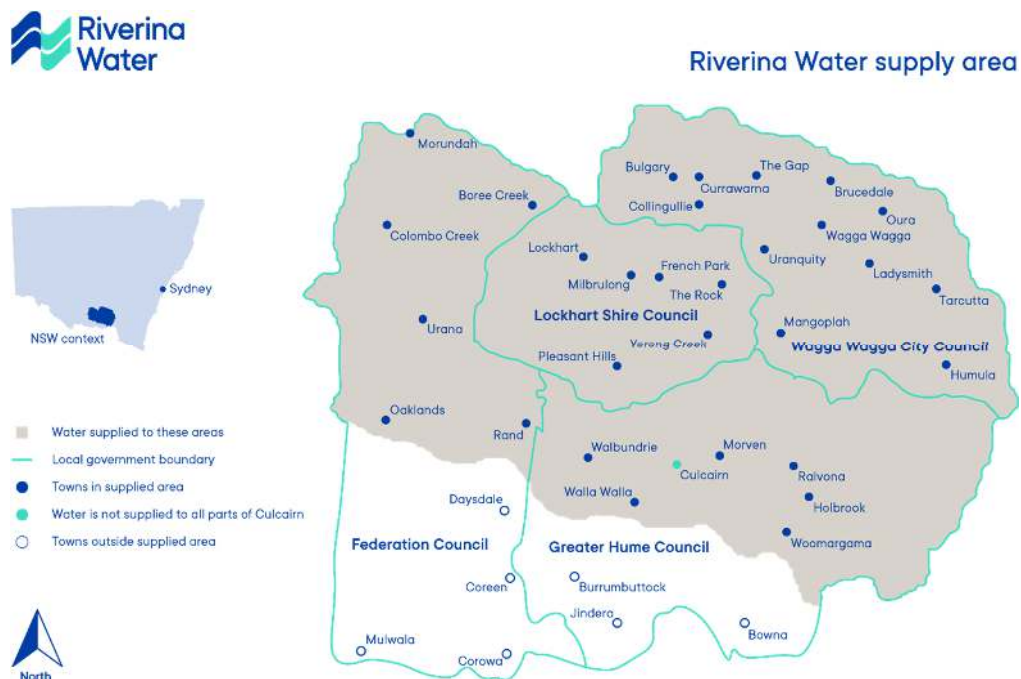 Riverina
Water
Riverina Water supply area
Morundah
Boree Creek
Colombo Creek
Bulgary
Currawarna
The Gap
Brucedale
Collingullie
Oura
Wagga Wagga
Uranquity
Ladysmith
Tarcutta
Lockhart
Milbrulong
French Park
The Rock
Lockhart Shire Council
Yerong Creek
Pleasant Hills
Mangoplah
Wagga Wagga City Council
Humula
Sydney
NSW context
Urana
Oaklands
Rand
Walbundrie
Morven
Culcairn
Ralvona
Walla Walla
Holbrook
Woomargama
Water supplied to these areas
Local government boundary
Towns in supplied area
Water is not supplied to all parts of Culcairn
Towns outside supplied area
Daysdale
Federation Council
Greater Hume Council
Coreen
Burrumbuttock
Jindera
Bowna
Mulwala
Corowa
North